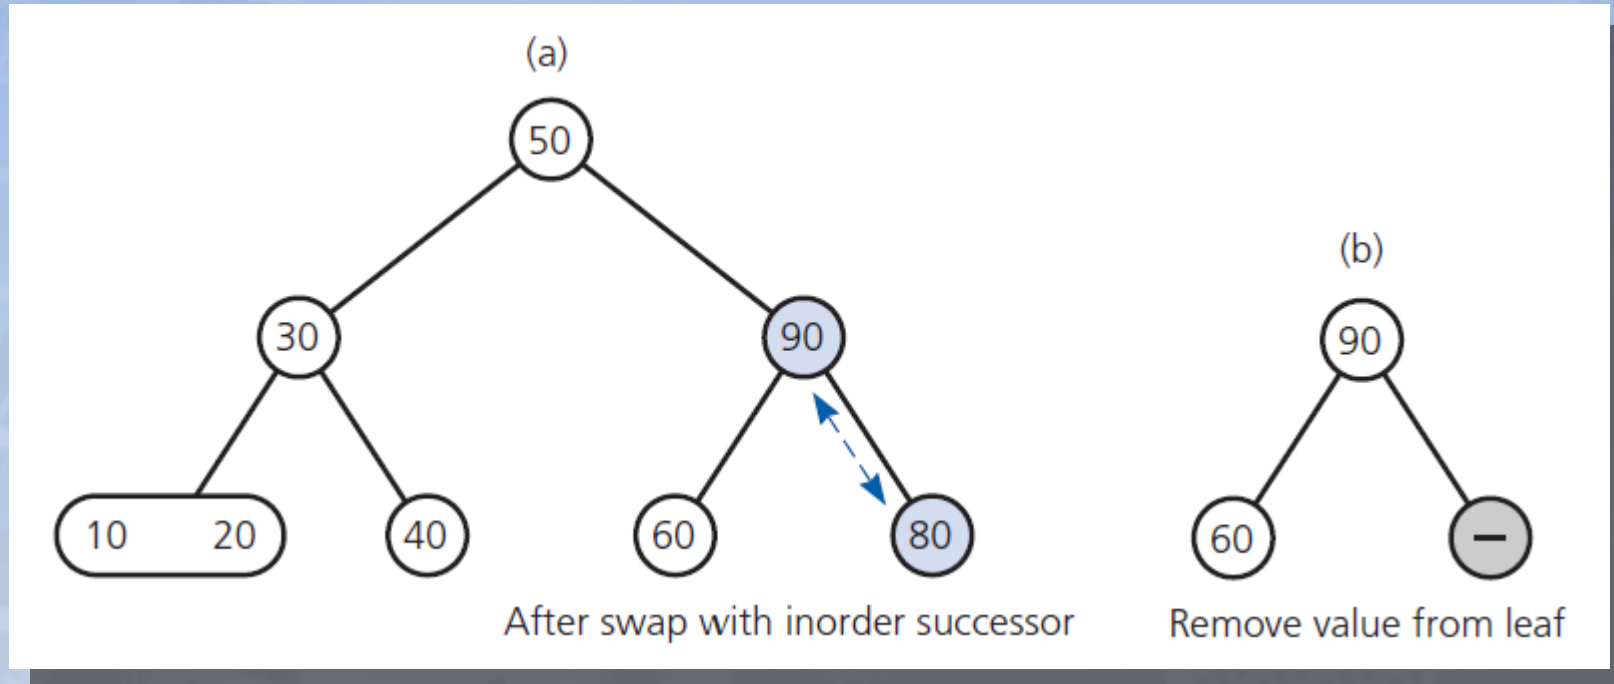 (a)
50
(b)
30
90
90
10 20
40
60
80
60
–
After swap with inorder successor
Remove value from leaf